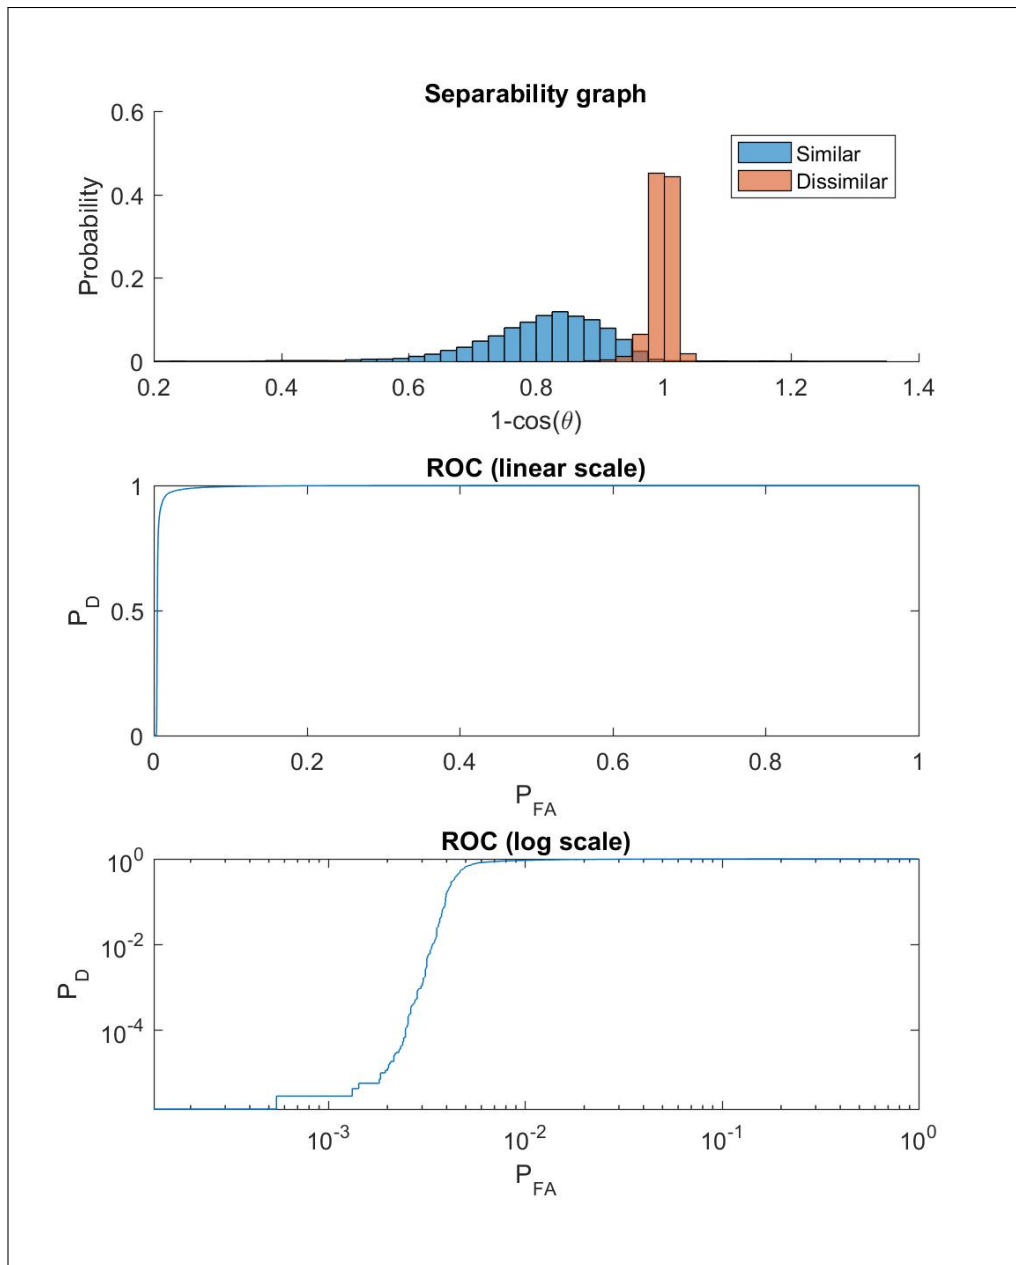 Separability graph
0.6
0.4
0.2
0
Probability
Similar
Dissimilar
0.2 0.4 0.6 0.8 1 1.2 1.4
1-cos(θ)
ROC (linear scale)
1
0.5
0
P_D
0 0.2 0.4 0.6 0.8 1
P_FA
ROC (log scale)
10^0
10^-2
10^-4
P_D
10^-3 10^-2 10^-1 10^0
P_FA